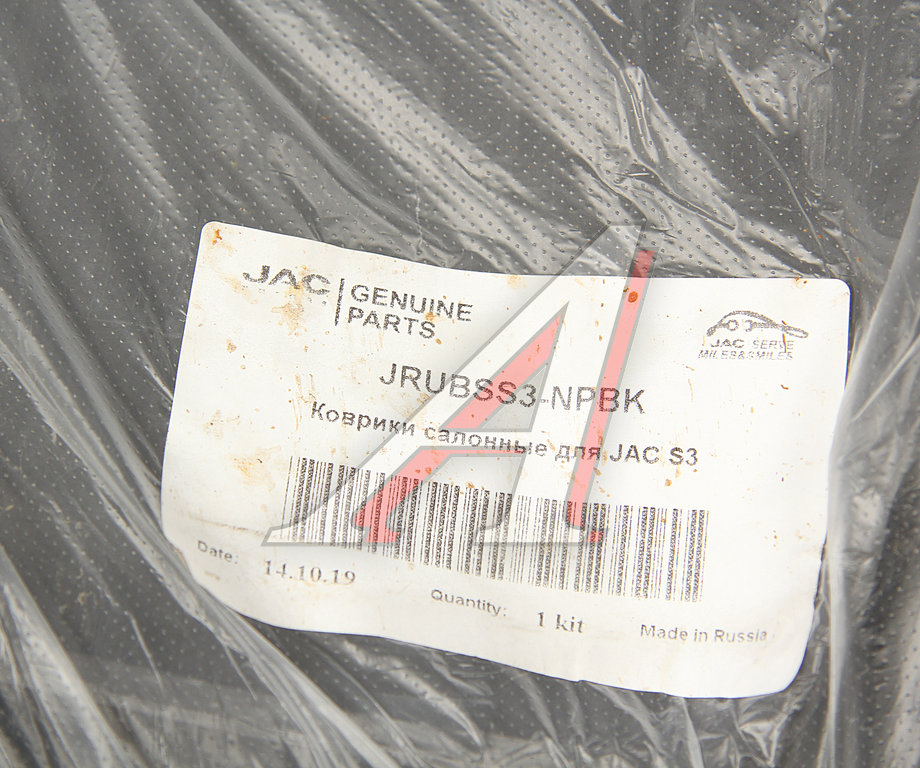 JAC
GENUINE
PARTS
JAC SERVE
MILES&SMILES
JRUBSS3-NPBK
Коврики салонные для JAC S3
Date: 14.10.19
Quantity: 1 kit
Made in Russia